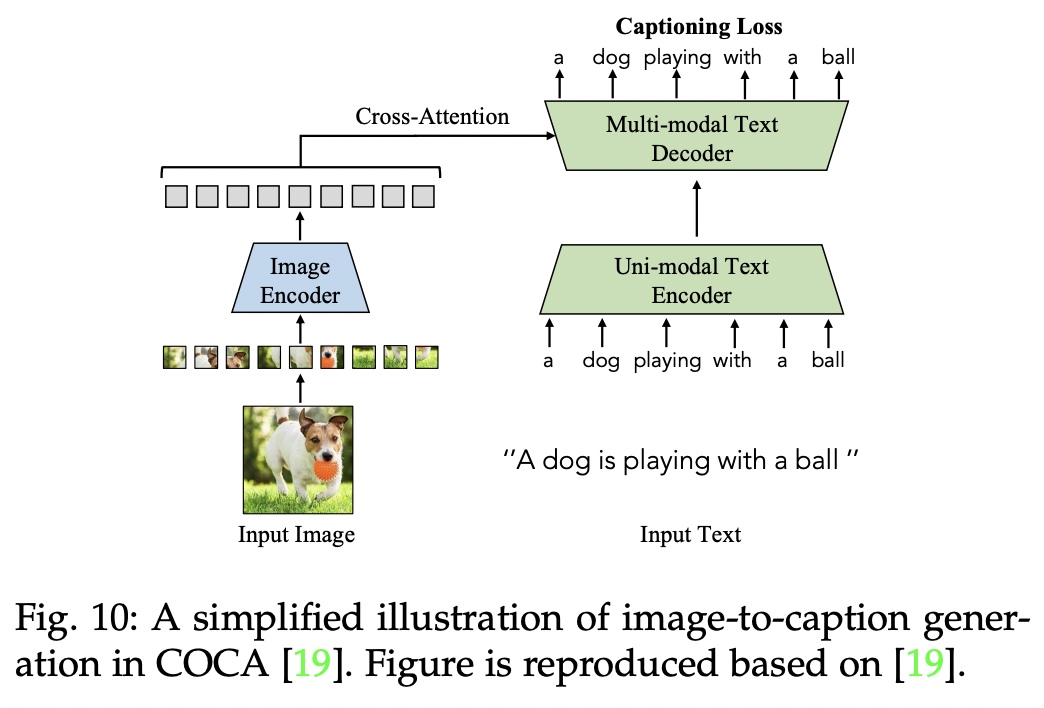 Captioning Loss
a dog playing with a ball
Cross-Attention
Multi-modal Text
Decoder
Image
Encoder
Uni-modal Text
Encoder
a dog playing with a ball
"A dog is playing with a ball "
Input Image
Input Text
Fig. 10: A simplified illustration of image-to-caption gener-
ation in COCA [19]. Figure is reproduced based on [19].